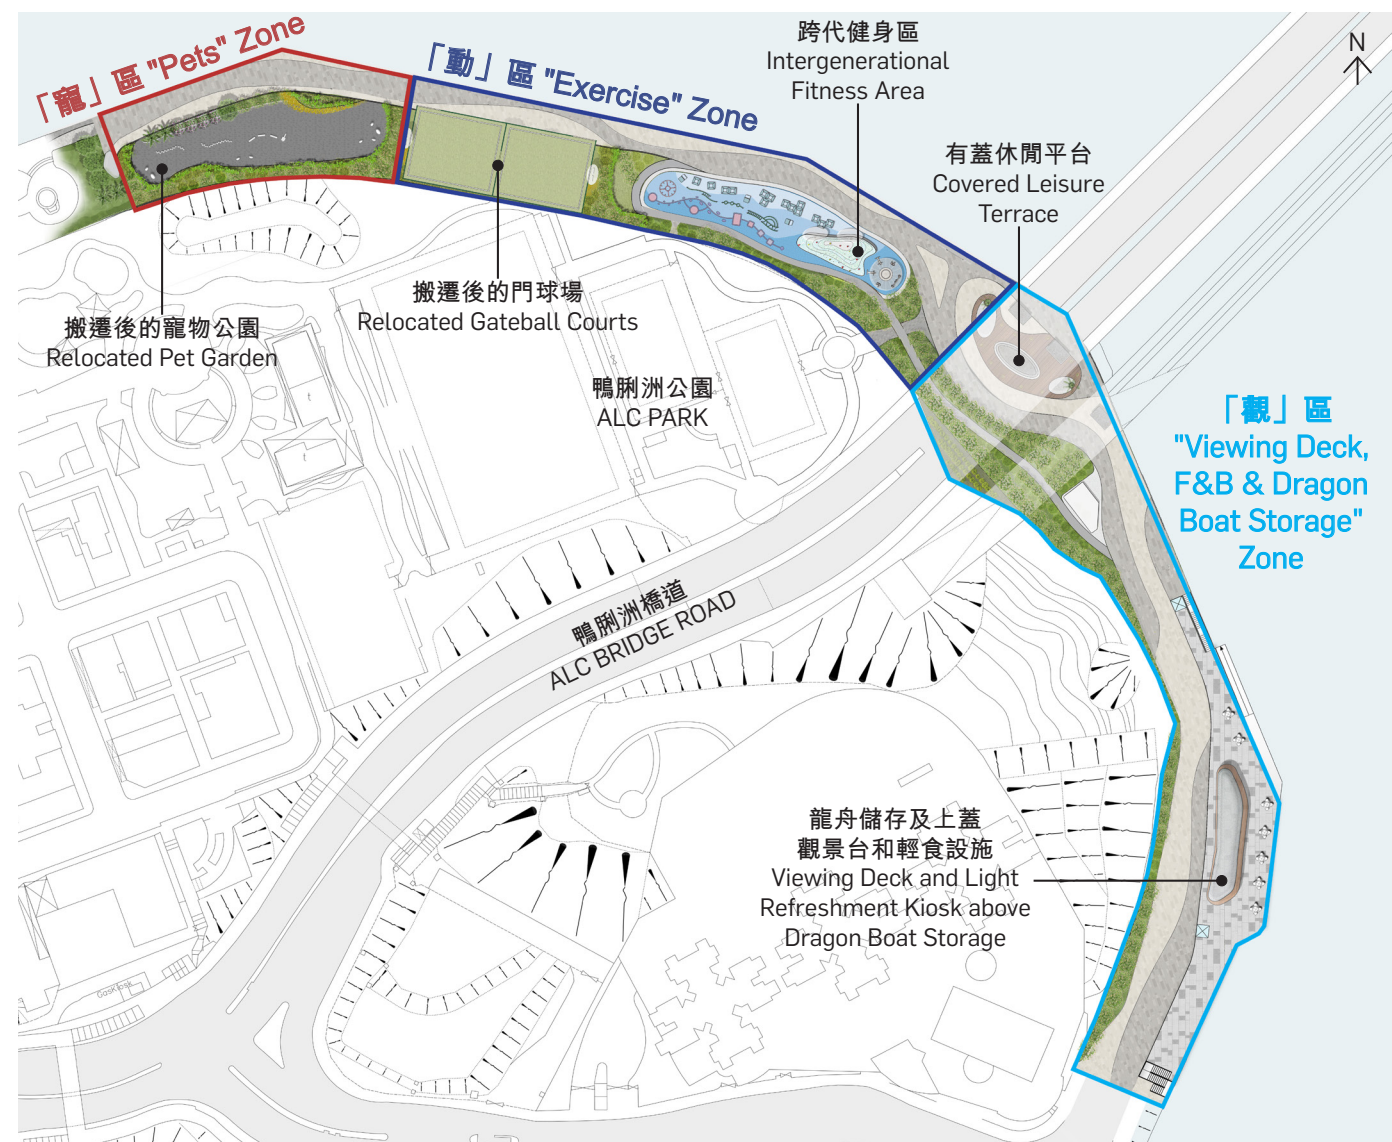 「寵」區 "Pets" Zone
「動」區 "Exercise" Zone
跨代健身區
Intergenerational
Fitness Area
N
有蓋休閒平台
Covered Leisure
Terrace
搬遷後的寵物公園
Relocated Pet Garden
搬遷後的門球場
Relocated Gateball Courts
鴨脷洲公園
ALC PARK
「觀」區
"Viewing Deck,
F&B & Dragon
Boat Storage"
Zone
鴨脷洲橋道
ALC BRIDGE ROAD
龍舟儲存及上蓋
觀景台和輕食設施
Viewing Deck and Light
Refreshment Kiosk above
Dragon Boat Storage
GasKiosk